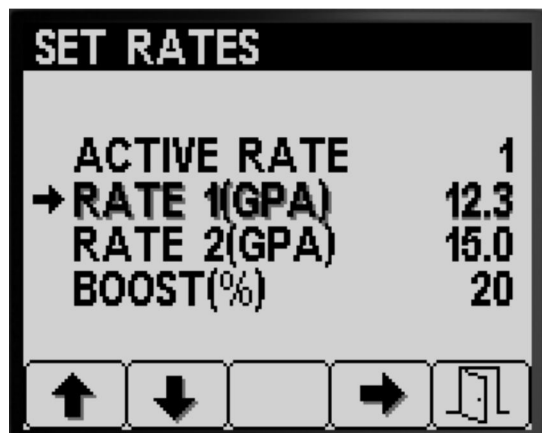 SET RATES
ACTIVE RATE 1
RATE 1(GPA) 12.3
RATE 2(GPA) 15.0
BOOST(%) 20